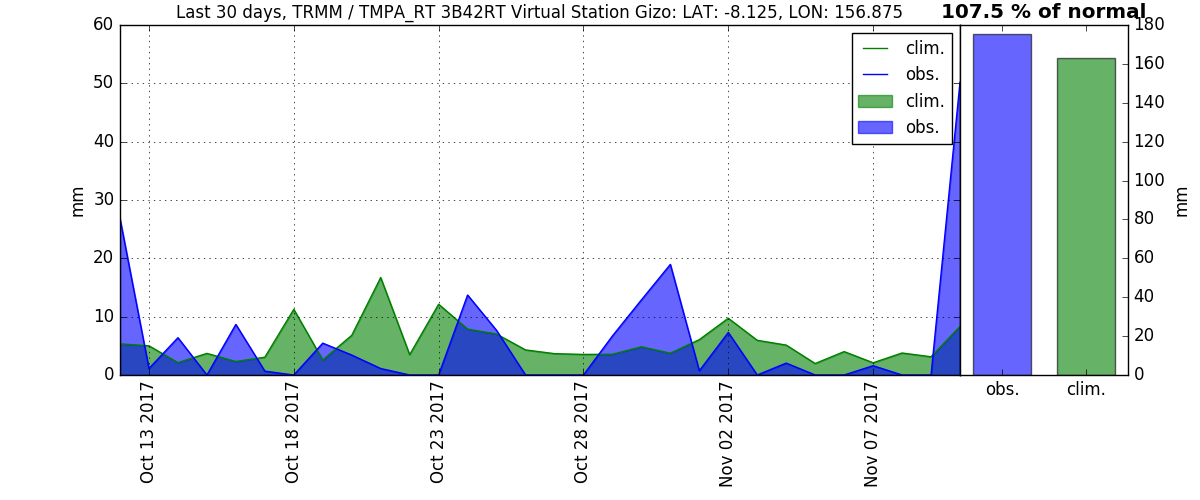 Last 30 days, TRMM / TMPA_RT 3B42RT Virtual Station Gizo: LAT: -8.125, LON: 156.875
107.5 % of normal
60
50
40
30
20
10
0
mm
clim.
obs.
clim.
obs.
180
160
140
120
100
80
60
40
20
0
mm
Oct 13 2017
Oct 18 2017
Oct 23 2017
Oct 28 2017
Nov 02 2017
Nov 07 2017
obs.
clim.